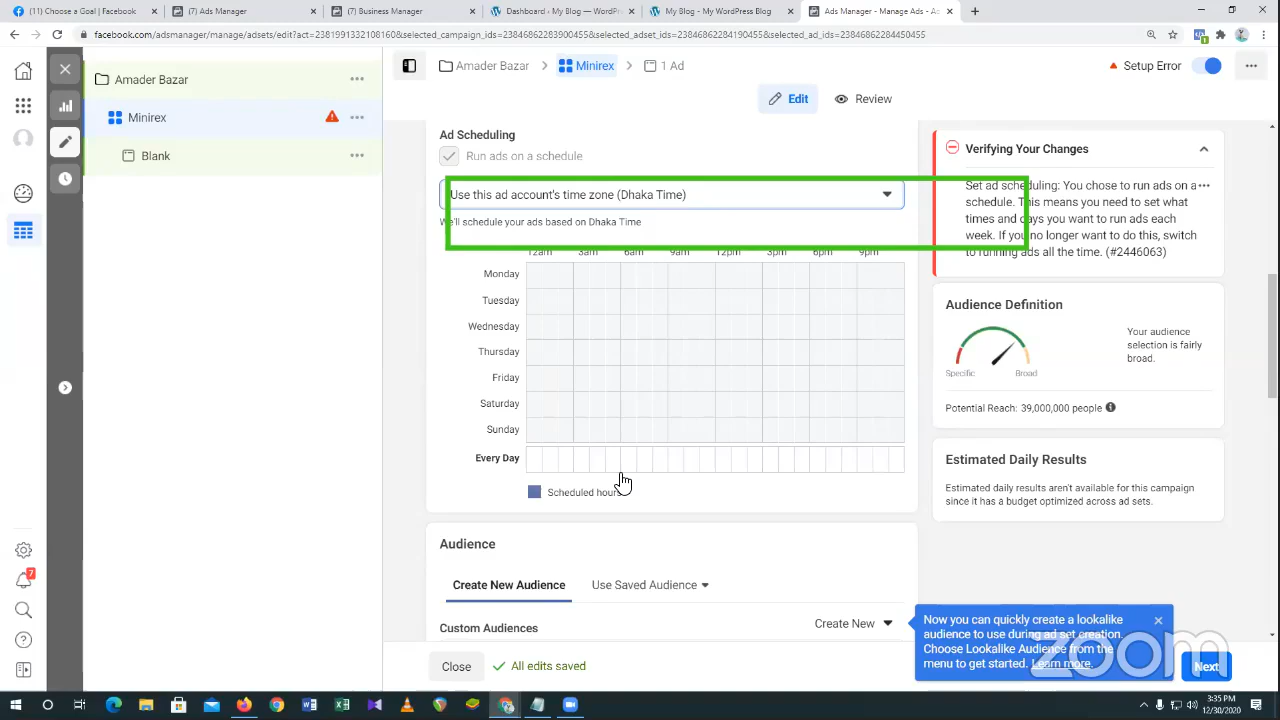 (11) Choose a Goal | Facebook
(7) Ads Manager
(7) Business Manager
Dashboard ‹ My Blog — WordPr
My Blog - My WordPress Blog
Ads Manager - Manage Ads - Ad
facebook.com/adsmanager/manage/adsets/edit?act=2381991332108160&selected_campaign_ids=23846862283900455&selected_adset_ids=23846862284190455&selected_ad_ids=23846862284450455
Amader Bazar
Minirex
Blank
Amader Bazar
Minirex
1 Ad
Setup Error
Edit
Review
Ad Scheduling
Run ads on a schedule
Use this ad account's time zone (Dhaka Time)
We'll schedule your ads based on Dhaka Time
12am 3am 6am 9am 12pm 3pm 6pm 9pm
Monday
Tuesday
Wednesday
Thursday
Friday
Saturday
Sunday
Every Day
Scheduled hours
Audience
Create New Audience
Use Saved Audience
Custom Audiences
Create New
Close
All edits saved
Verifying Your Changes
Set ad scheduling: You chose to run ads on a
schedule. This means you need to set what
times and days you want to run ads each
week. If you no longer want to do this, switch
to running ads all the time. (#2446063)
Audience Definition
Your audience
selection is fairly
broad.
Specific
Broad
Potential Reach: 39,000,000 people
Estimated Daily Results
Estimated daily results aren't available for this campaign
since it has a budget optimized across ad sets.
Now you can quickly create a lookalike
audience to use during ad set creation.
Choose Lookalike Audience from the
menu to get started. Learn more.
Next
zoom
7
3:35 PM
12/30/2020